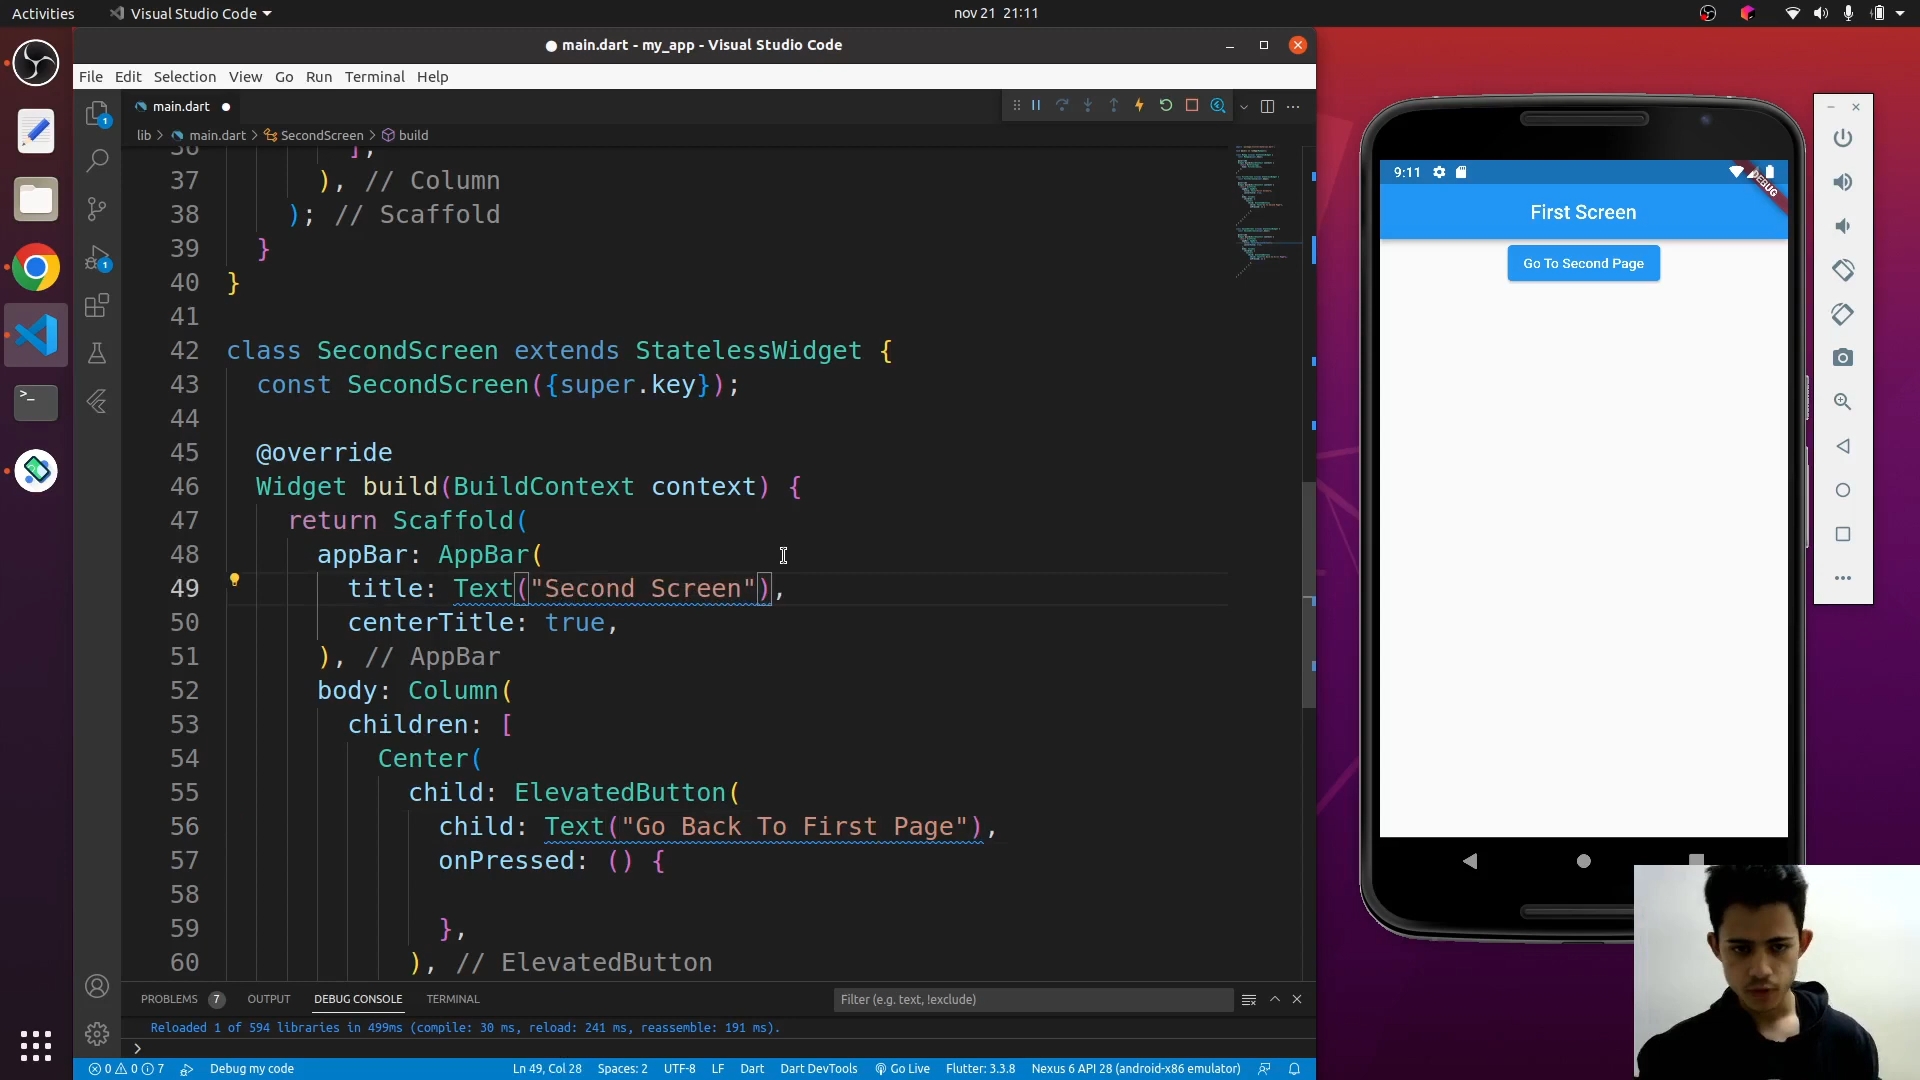 Activities
Visual Studio Code
nov 21 21:11
main.dart - my_app - Visual Studio Code
File Edit Selection View Go Run Terminal Help
main.dart
lib > main.dart > SecondScreen > build
36 ],
37 ), // Column
38 ); // Scaffold
39 }
40 }
41
42 class SecondScreen extends StatelessWidget {
43 const SecondScreen({super.key});
44
45 @override
46 Widget build(BuildContext context) {
47 return Scaffold(
48 appBar: AppBar(
49 title: Text("Second Screen"),
50 centerTitle: true,
51 ), // AppBar
52 body: Column(
53 children: [
54 Center(
55 child: ElevatedButton(
56 child: Text("Go Back To First Page"),
57 onPressed: () {
58
59 },
60 ), // ElevatedButton
PROBLEMS 7 OUTPUT DEBUG CONSOLE TERMINAL
Filter (e.g. text, !exclude)
Reloaded 1 of 594 libraries in 499ms (compile: 30 ms, reload: 241 ms, reassemble: 191 ms).
>
0 0 7 Debug my code
Ln 49, Col 28 Spaces: 2 UTF-8 LF Dart Dart DevTools Go Live Flutter: 3.3.8 Nexus 6 API 28 (android-x86 emulator)
9:11
DEBUG
First Screen
Go To Second Page